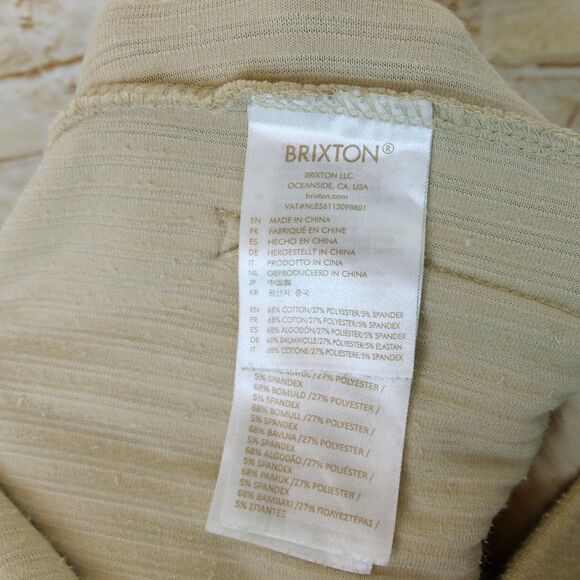 BRIXTON®
BRIXTON LLC
OCEANSIDE, CA. USA
brixton.com
VAT#NL856113098B01
EN MADE IN CHINA
FR FABRIQUÉ EN CHINE
ES HECHO EN CHINA
DE HERGESTELLT IN CHINA
IT PRODOTTO IN CINA
NL GEPRODUCEERD IN CHINA
JP 中国製
KR 원산지: 중국
EN 68% COTTON/27% POLYESTER/5% SPANDEX
FR 68% COTON/27% POLYESTER/5% SPANDEX
ES 68% ALGODÓN/27% POLIÉSTER/5% SPANDEX
DE 68% BAUMWOLLE/27% POLYESTER/5% ELASTAN
IT 68% COTONE/27% POLIESTERE/5% SPANDEX
/27% POLYESTER /
5% SPANDEX
68% BOMULD /27% POLYESTER /
5% SPANDEX
68% BOMULL /27% POLYESTER /
5% SPANDEX
68% BAVLNA /27% POLYESTER /
5% SPANDEX
68% ALGODÃO /27% POLIÉSTER /
5% SPANDEX
68% PAMUK /27% POLYESTER /
5% SPANDEX
68% ΒΑΜΒΑΚΙ /27% ΠΟΛΥΕΣΤΕΡΑΣ /
5% ΣΠΑΝΤΕΞ